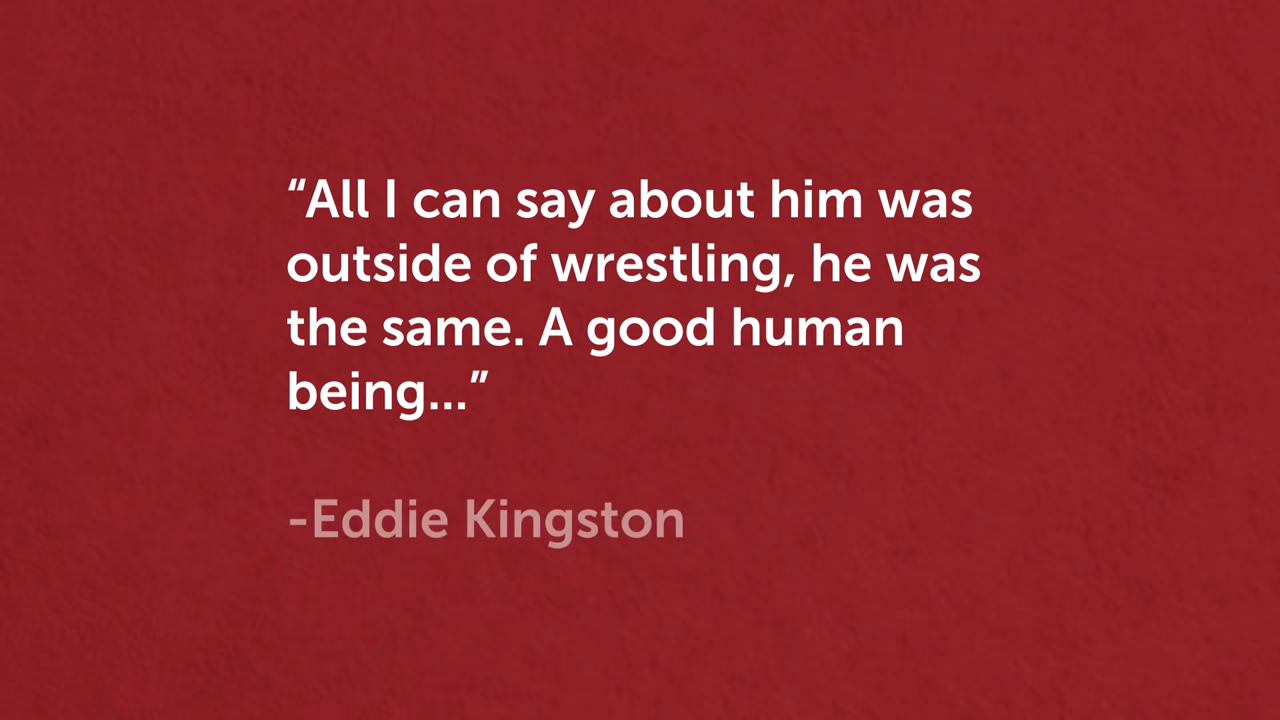 “All I can say about him was
outside of wrestling, he was
the same. A good human
being...”
-Eddie Kingston